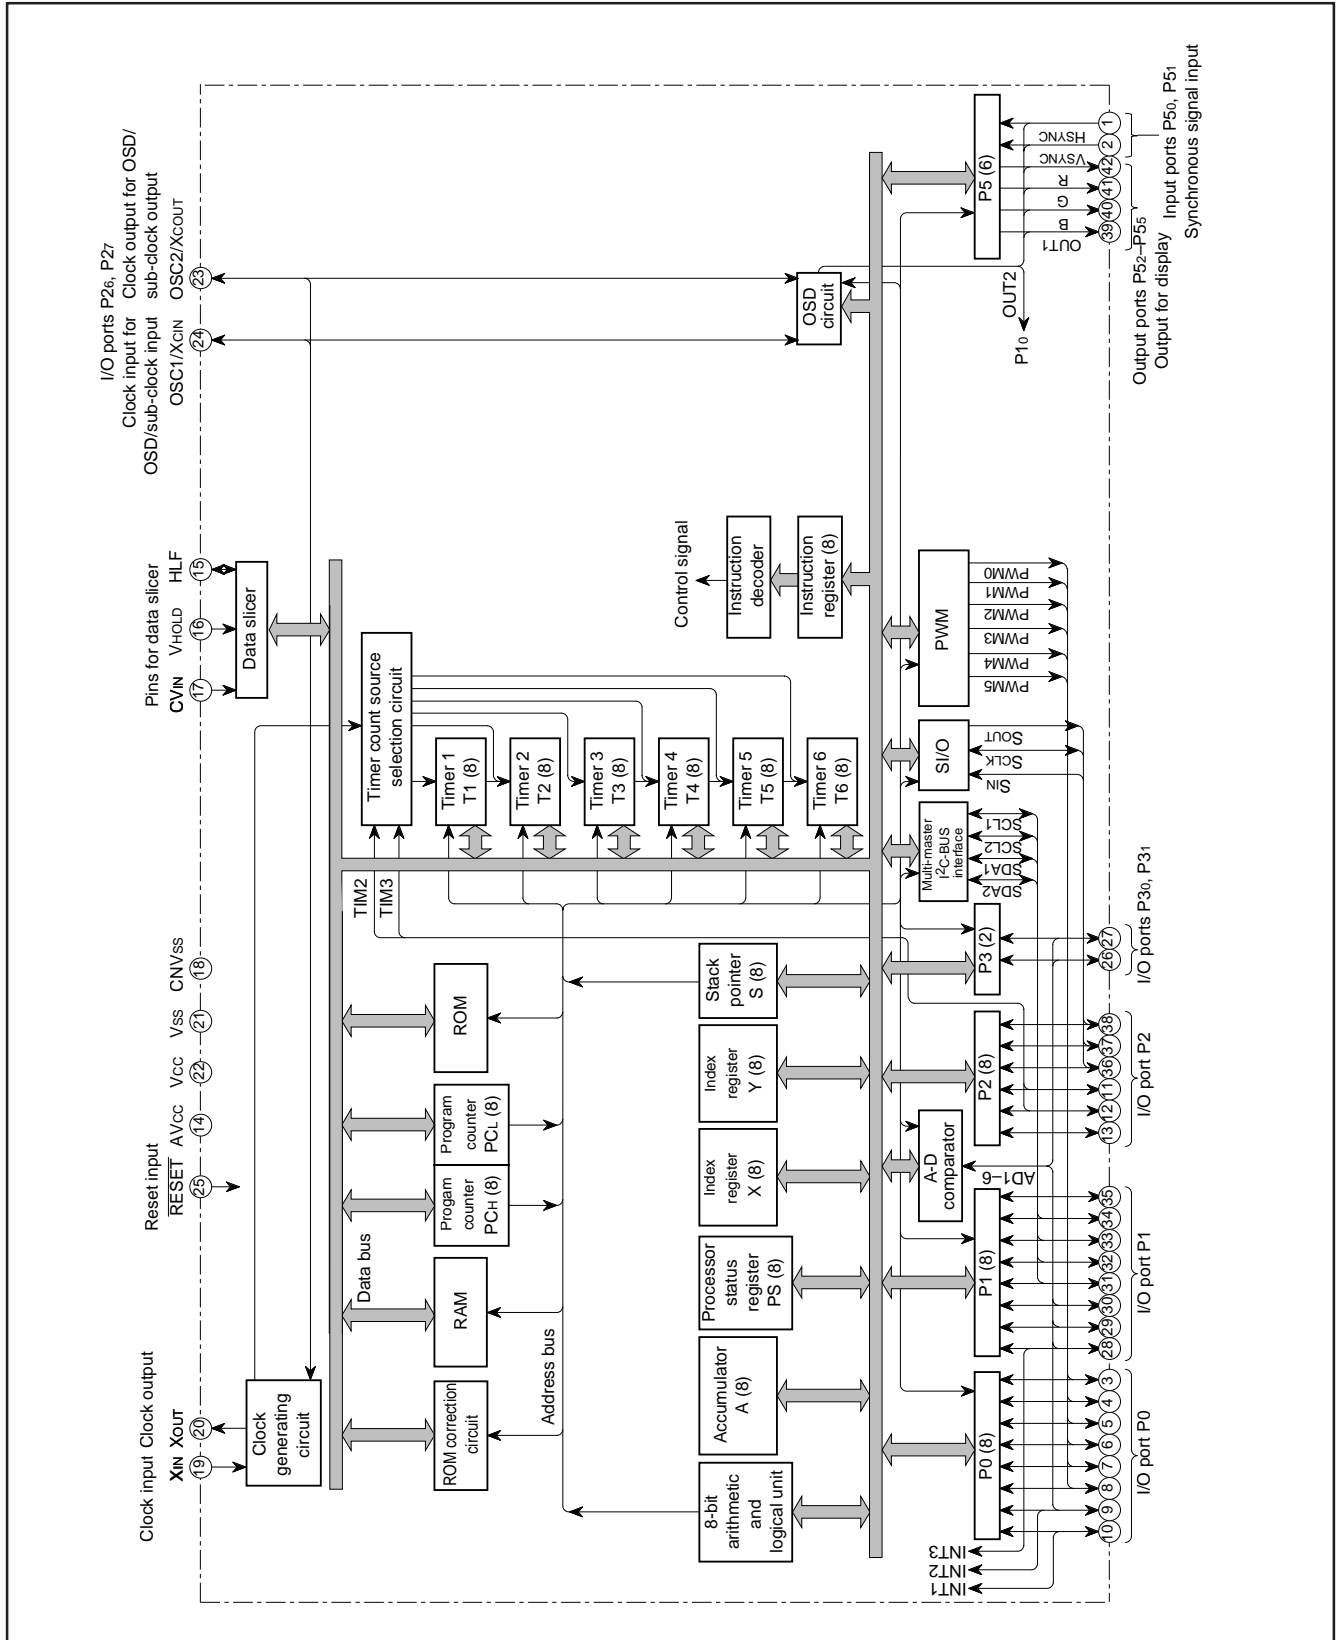 Clock input
Clock output
XIN
XOUT
19
20
Reset input
RESET
25
AVCC
14
VCC
22
VSS
21
CNVSS
18
Pins for data slicer
CVIN
VHOLD
HLF
17
16
15
I/O ports P26, P27
Clock input for
OSD/sub-clock input
OSC1/XCIN
24
Clock output for OSD/
sub-clock output
OSC2/XCOUT
23
Clock
generating
circuit
Data slicer
Data bus
ROM correction
circuit
RAM
Progam
counter
PCH (8)
Program
counter
PCL (8)
ROM
Address bus
TIM2
TIM3
Timer count source
selection circuit
Timer 1
T1 (8)
Timer 2
T2 (8)
Timer 3
T3 (8)
Timer 4
T4 (8)
Timer 5
T5 (8)
Timer 6
T6 (8)
Control signal
Instruction
decoder
Instruction
register (8)
OSD
circuit
8-bit
arithmetic
and
logical unit
Accumulator
A (8)
Processor
status
register
PS (8)
Index
register
X (8)
Index
register
Y (8)
Stack
pointer
S (8)
A-D
comparator
Multi-master
I2C-BUS
interface
SI/O
PWM
P0 (8)
P1 (8)
P2 (8)
P3 (2)
P5 (6)
INT1
INT2
INT3
AD1–6
SDA2
SDA1
SCL2
SCL1
SIN
SCLK
SOUT
PWM5
PWM4
PWM3
PWM2
PWM1
PWM0
OUT2
P10
OUT1
B
G
R
VSYNC
HSYNC
10
9
8
7
6
5
4
3
28
29
30
31
32
33
34
35
13
12
11
36
37
38
26
27
39
40
41
42
2
1
I/O port P0
I/O port P1
I/O port P2
I/O ports P30, P31
Output ports P52–P55
Output for display
Input ports P50, P51
Synchronous signal input